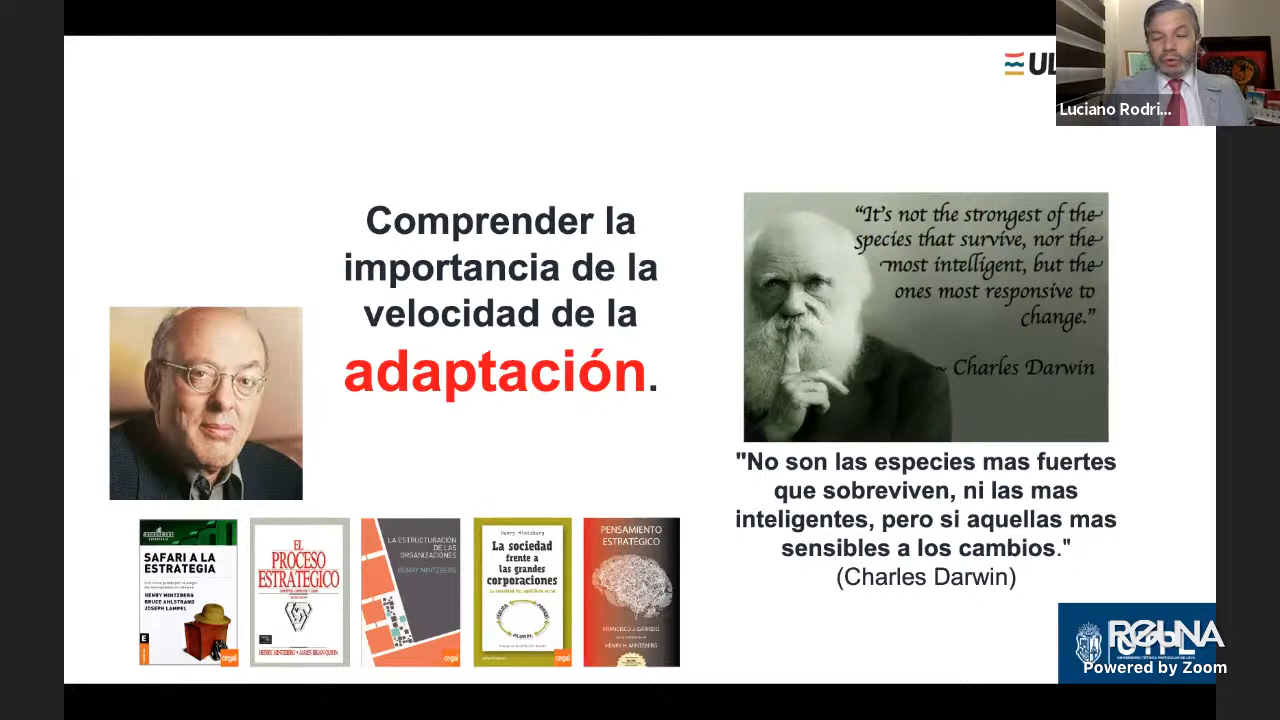 UL
Luciano Rodri...
Comprender la
importancia de la
velocidad de la
adaptación.
“It's not the strongest of the
species that survive, nor the
most intelligent, but the
ones most responsive to
change.”
~ Charles Darwin
"No son las especies mas fuertes
que sobreviven, ni las mas
inteligentes, pero si aquellas mas
sensibles a los cambios."
(Charles Darwin)
SAFARI A LA
ESTRATEGIA
HENRY MINTZBERG
BRUCE AHLSTRAND
JOSEPH LAMPEL
E
cegal
EL
PROCESO
ESTRATÉGICO
HENRY MINTZBERG • JAMES BRIAN QUINN
LA ESTRUCTURACIÓN
DE LAS
ORGANIZACIONES
HENRY MINTZBERG
cegal
Henry Mintzberg
La sociedad
frente a
las grandes
corporaciones
PLURAL
cegal
PENSAMIENTO
ESTRATÉGICO
FRANCISCO J. GARRIDO
HENRY M. MINTZBERG
UTPL
Powered by Zoom